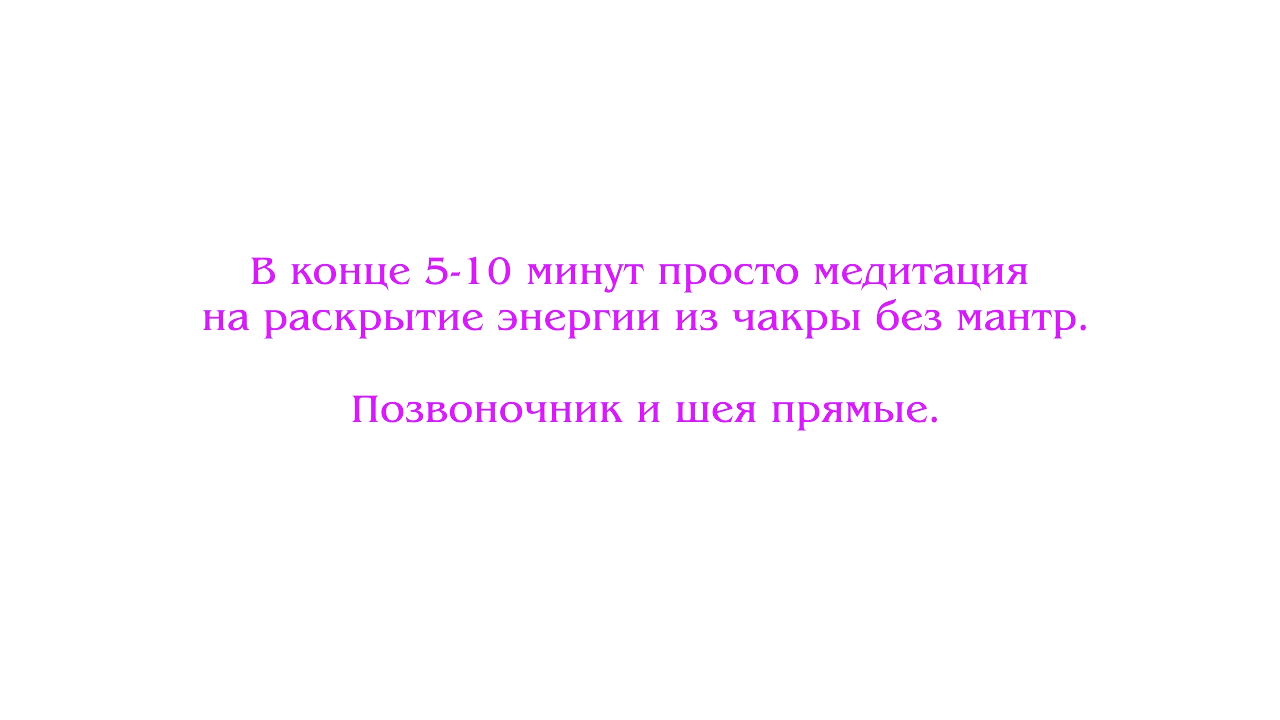 В конце 5-10 минут просто медитация
на раскрытие энергии из чакры без мантр.
Позвоночник и шея прямые.